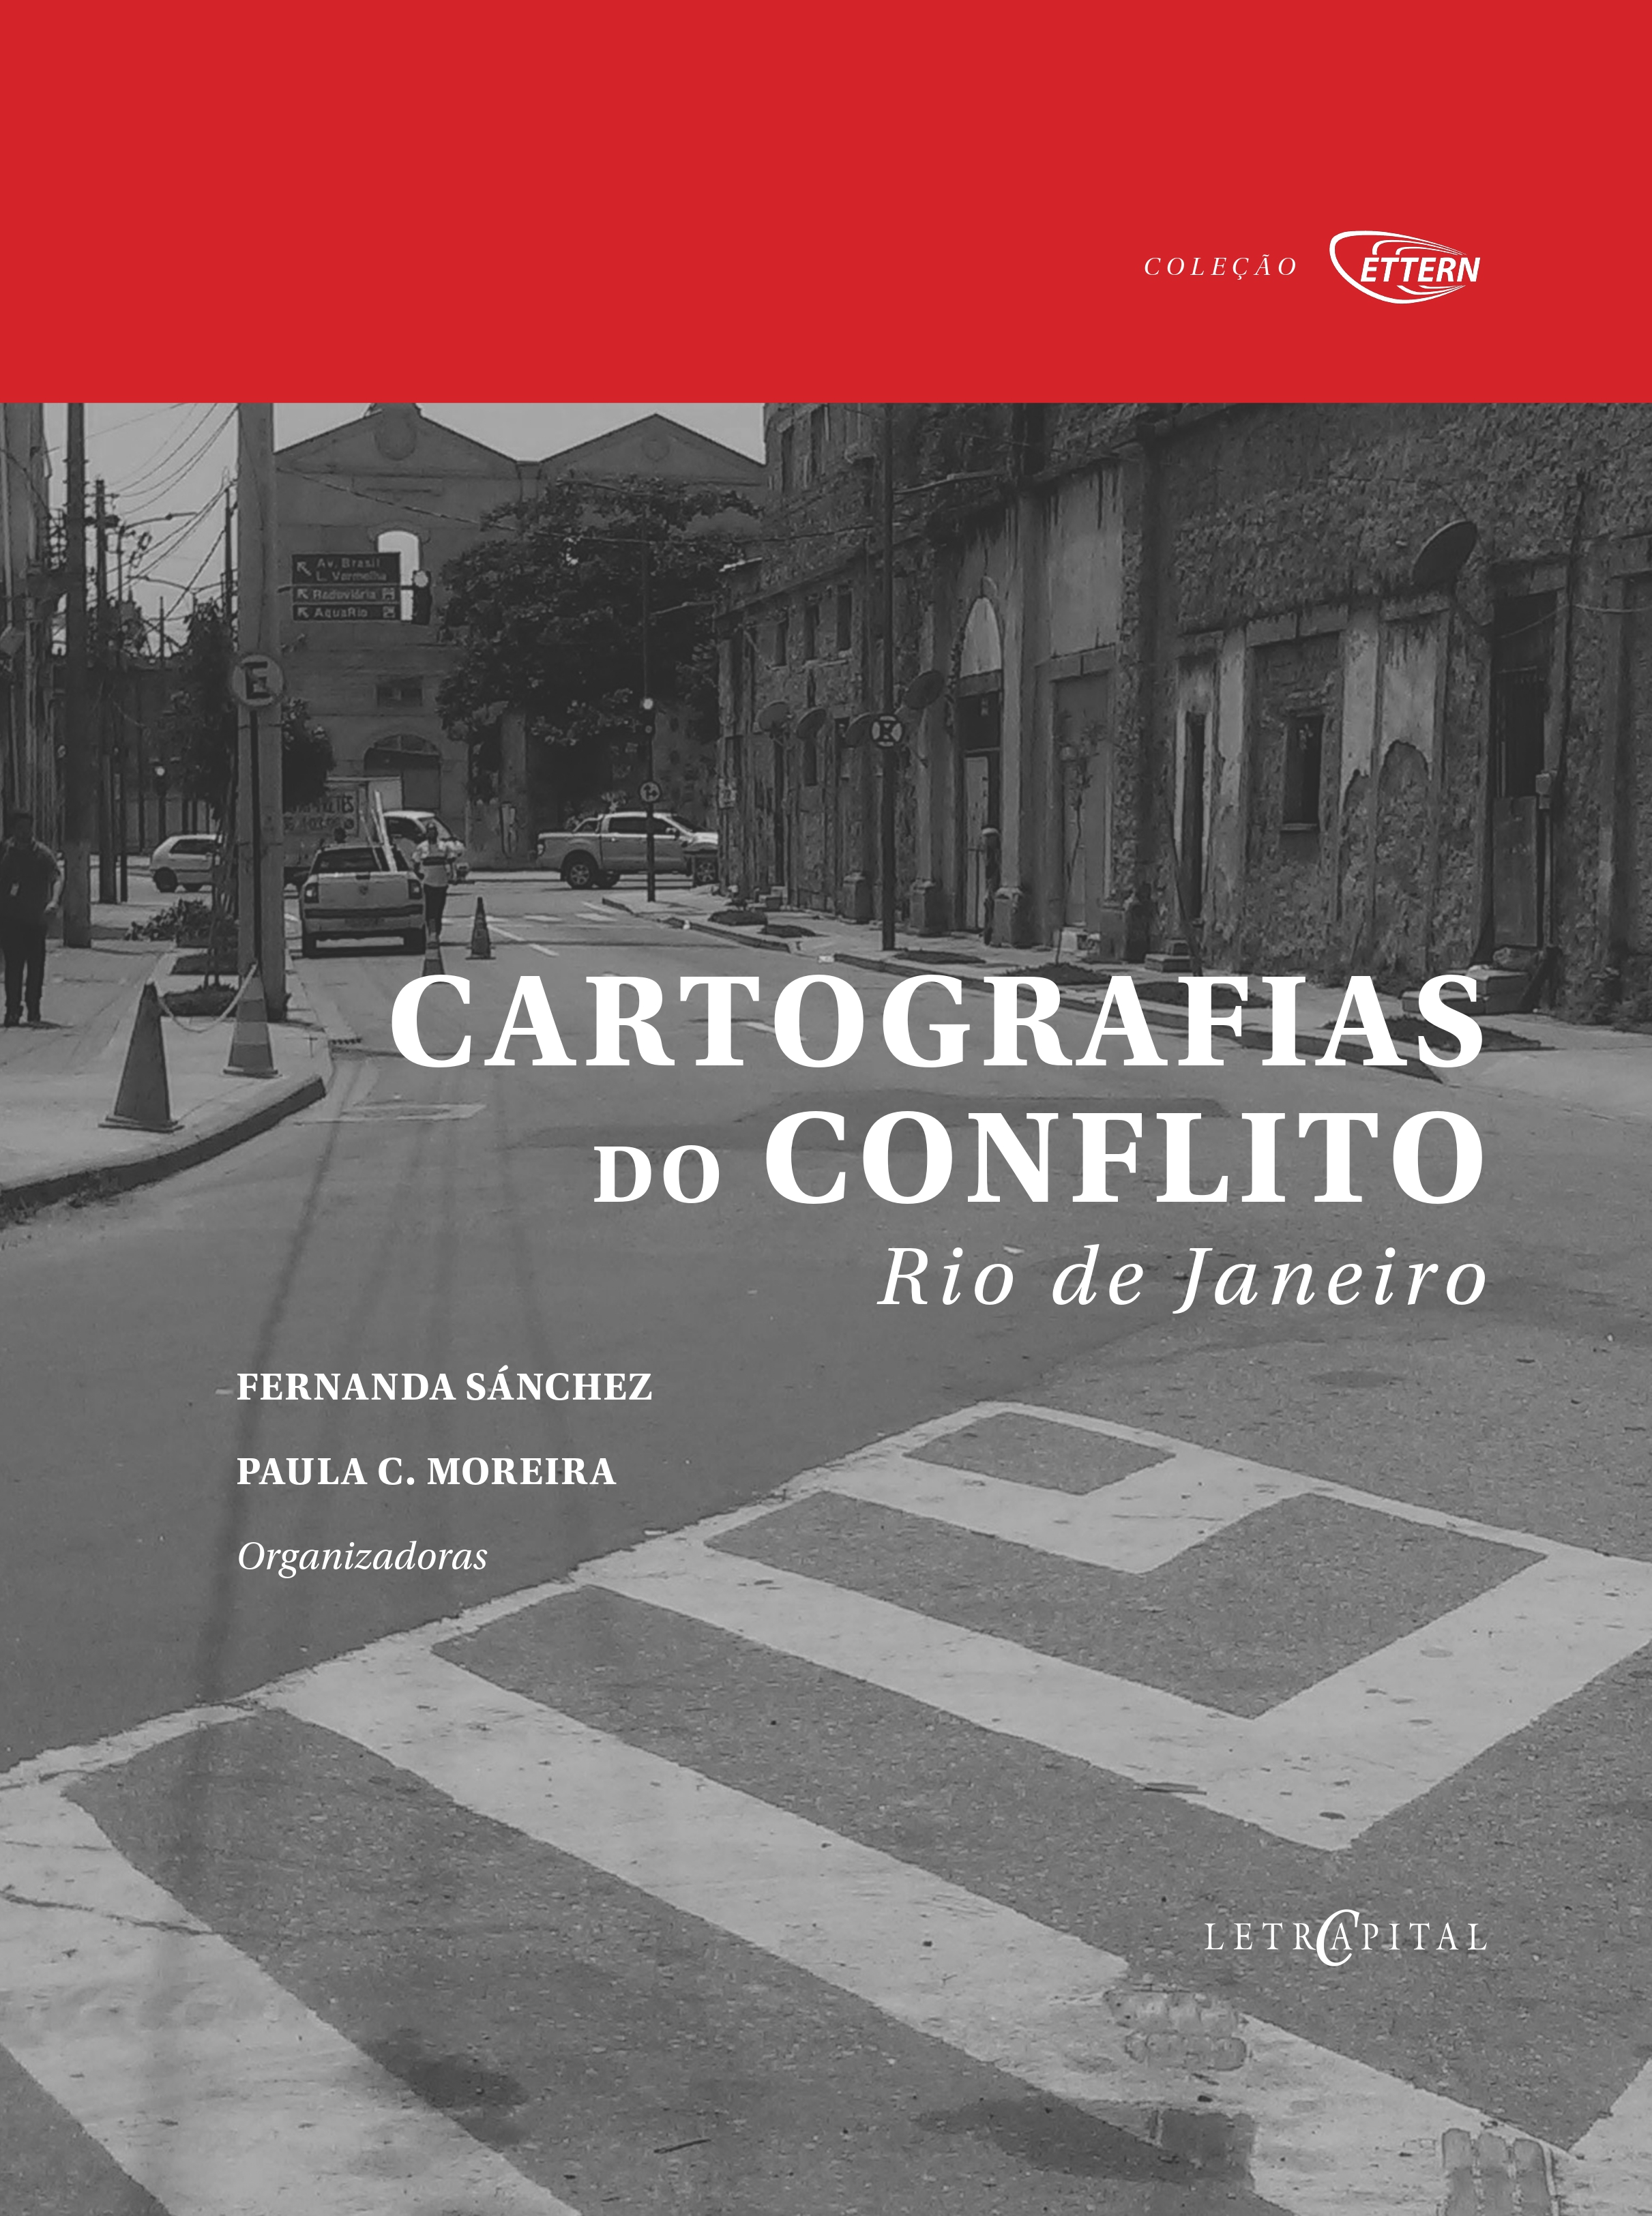 COLEÇÃO ETTERN
Av. Brasil
L. Vermelha
Rodoviária
AquaRio
E
E
CARTOGRAFIAS
DO CONFLITO
Rio de Janeiro
FERNANDA SÁNCHEZ
PAULA C. MOREIRA
Organizadoras
LETRACAPITAL